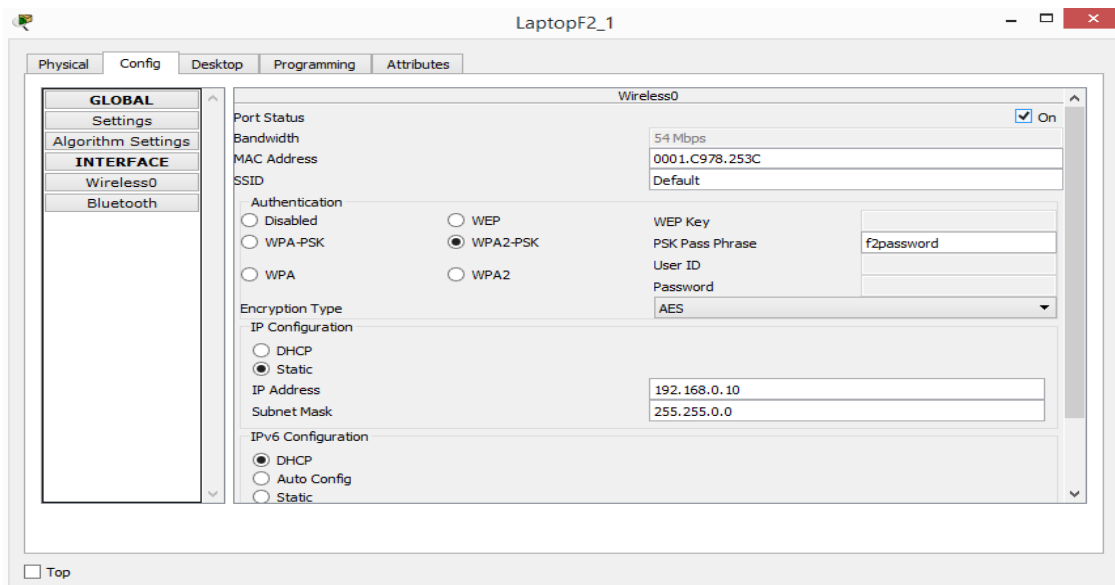 LaptopF2_1
Physical Config Desktop Programming Attributes
GLOBAL
Settings
Algorithm Settings
INTERFACE
Wireless0
Bluetooth
Wireless0
Port Status On
Bandwidth 54 Mbps
MAC Address 0001.C978.253C
SSID Default
Authentication
Disabled WEP WEP Key
WPA-PSK WPA2-PSK PSK Pass Phrase f2password
User ID
WPA WPA2
Password
Encryption Type AES
IP Configuration
DHCP
Static
IP Address 192.168.0.10
Subnet Mask 255.255.0.0
IPv6 Configuration
DHCP
Auto Config
Static
Top